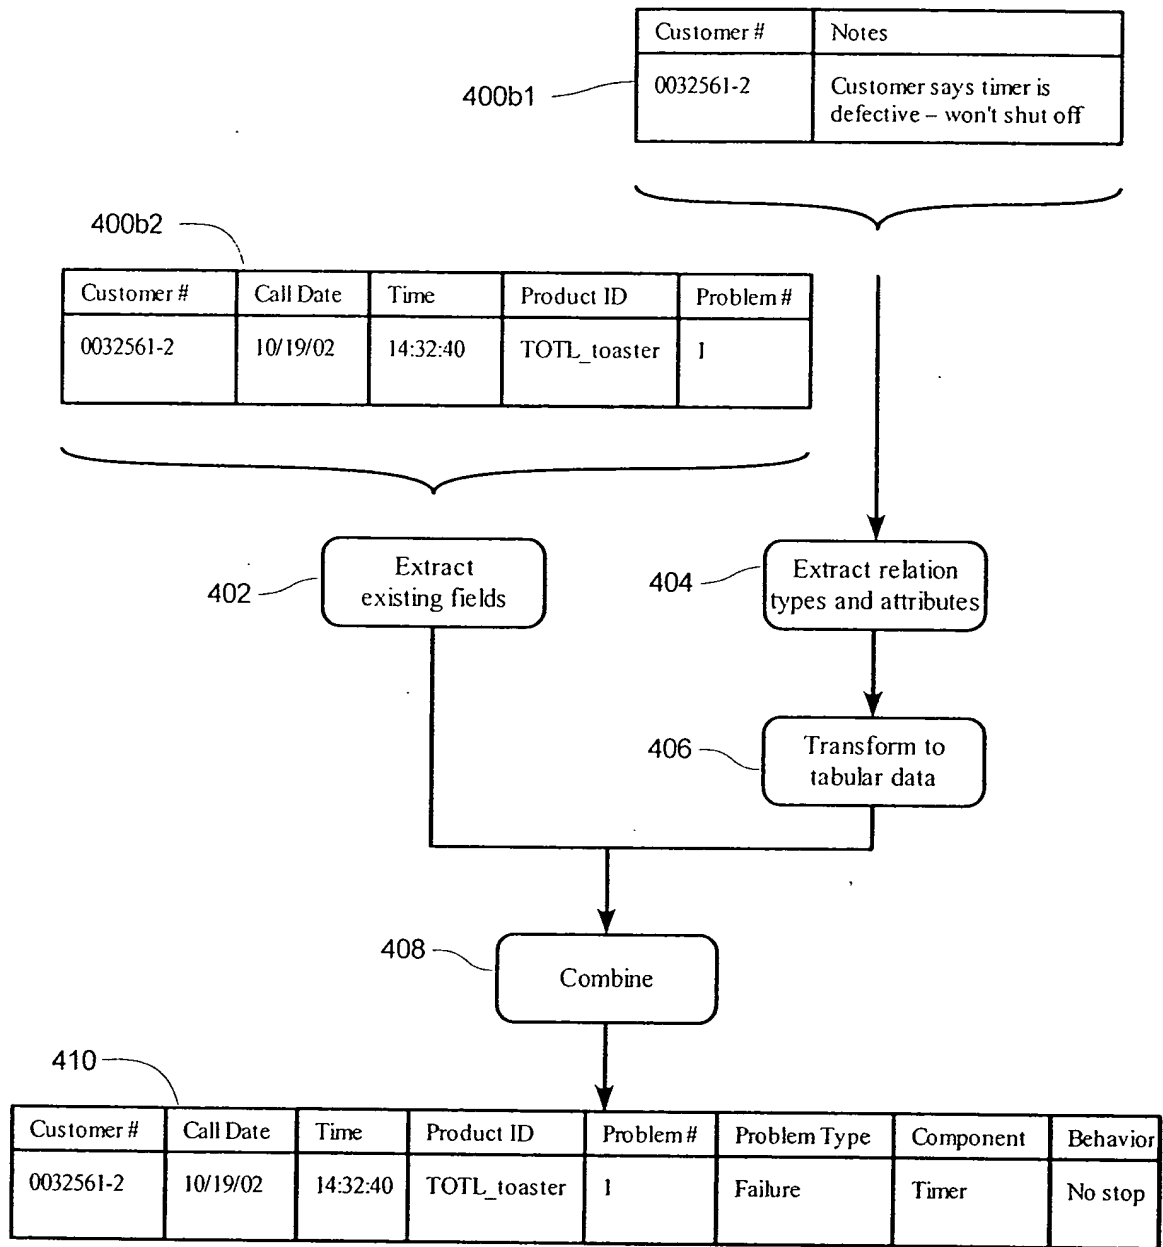 Customer # Notes
400b1
0032561-2 Customer says timer is
defective – won't shut off
400b2
Customer # Call Date Time Product ID Problem #
0032561-2 10/19/02 14:32:40 TOTL_toaster 1
402
Extract
existing fields
404
Extract relation
types and attributes
406
Transform to
tabular data
408
Combine
410
Customer # Call Date Time Product ID Problem # Problem Type Component Behavior
0032561-2 10/19/02 14:32:40 TOTL_toaster 1 Failure Timer No stop